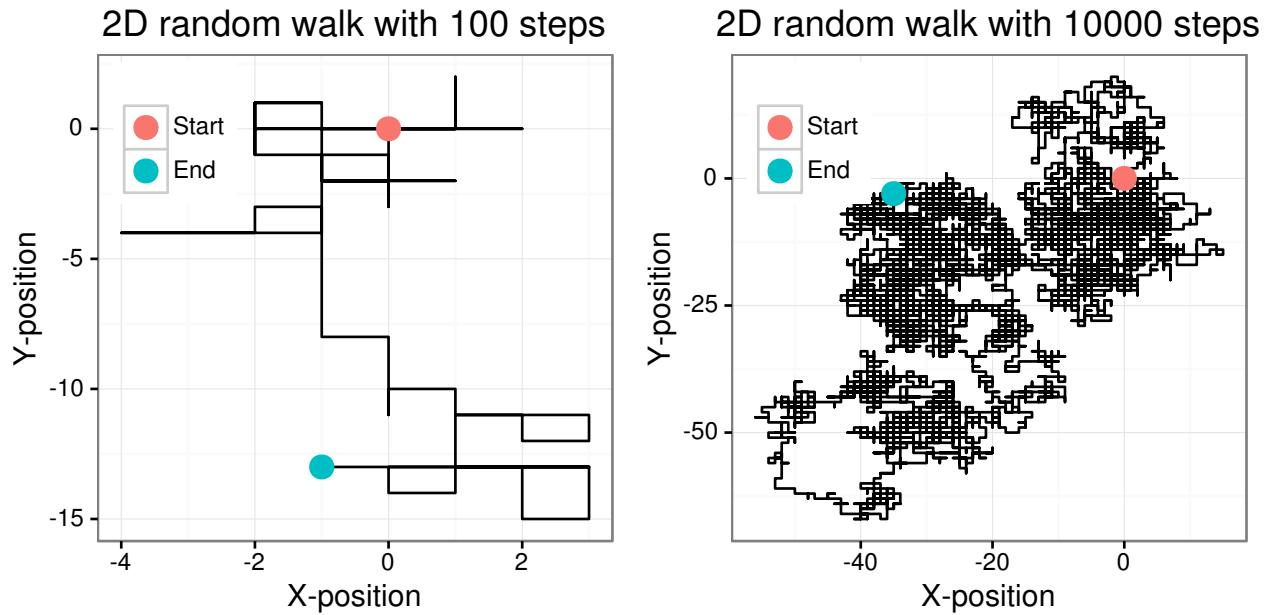 2D random walk with 100 steps
Start
End
0
-5
-10
-15
Y-position
-4
-2
0
2
X-position
2D random walk with 10000 steps
Start
End
0
-25
-50
Y-position
-40
-20
0
X-position